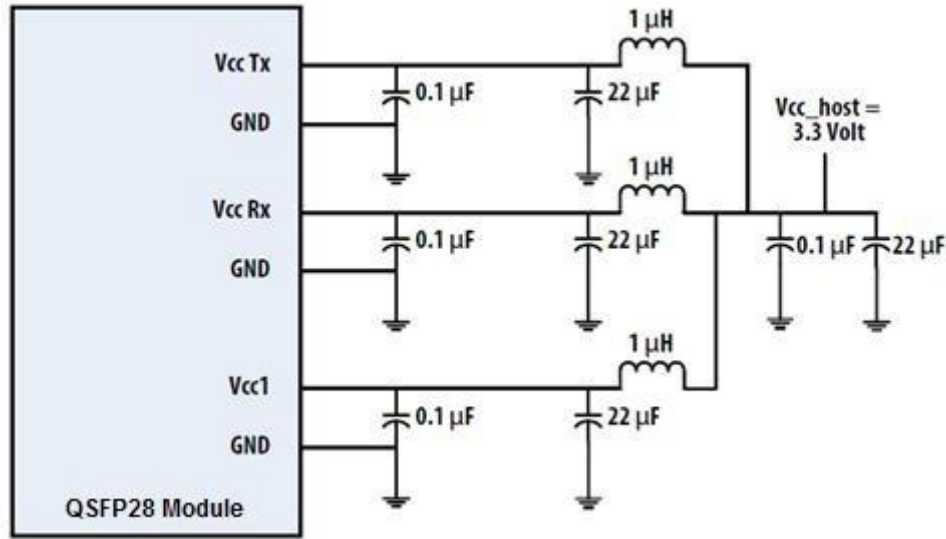 1 μH
Vcc Tx
0.1 μF
22 μF
Vcc_host =
3.3 Volt
GND
1 μH
Vcc Rx
0.1 μF
22 μF
0.1 μF
22 μF
GND
1 μH
Vcc1
0.1 μF
22 μF
GND
QSFP28 Module